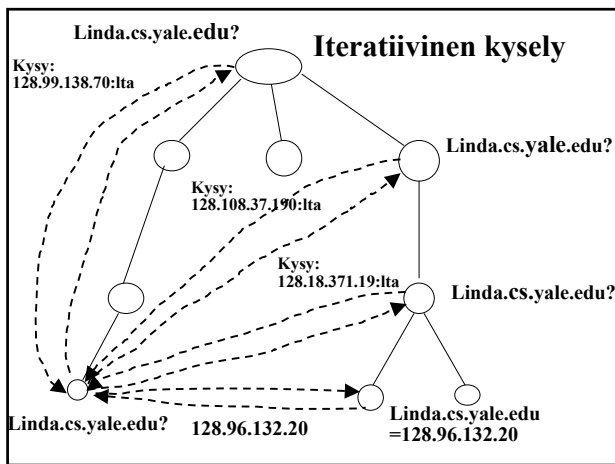 Linda.cs.yale.edu?
Iteratiivinen kysely
Kysy:
128.99.138.70:lta
Linda.cs.yale.edu?
Kysy:
128.108.37.190:lta
Kysy:
128.18.371.19:lta
Linda.cs.yale.edu?
Linda.cs.yale.edu?
128.96.132.20
Linda.cs.yale.edu
=128.96.132.20